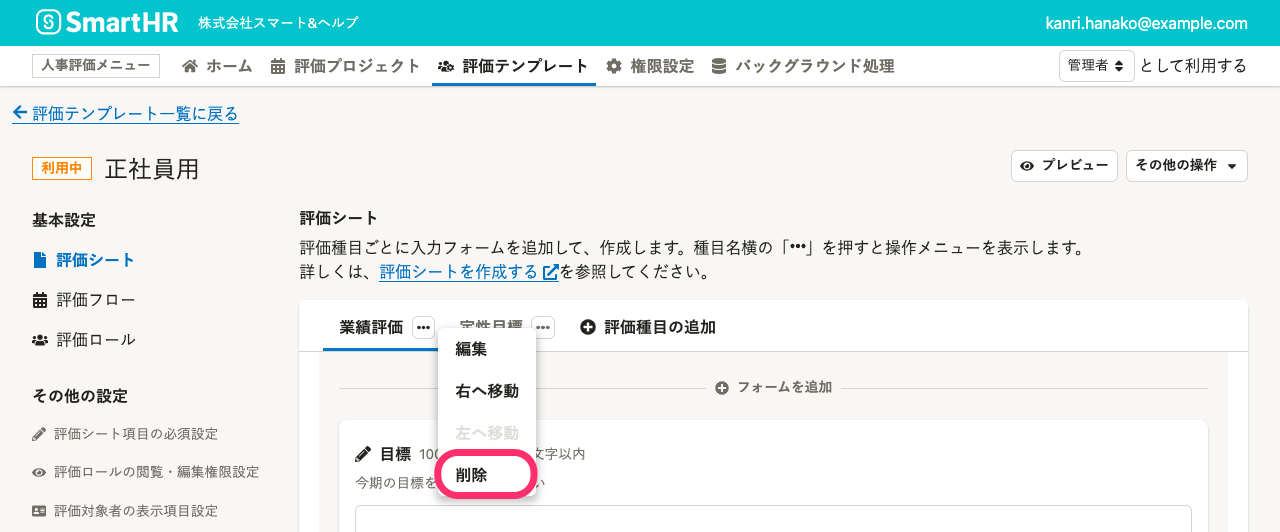 SmartHR 株式会社スマート&ヘルプ kanri.hanako@example.com
人事評価メニュー ホーム 評価プロジェクト 評価テンプレート 権限設定 バックグラウンド処理 管理者 として利用する
評価テンプレート一覧に戻る
利用中 正社員用 プレビュー その他の操作
基本設定
評価シート
評価フロー
評価ロール
その他の設定
評価シート項目の必須設定
評価ロールの閲覧・編集権限設定
評価対象者の表示項目設定
評価シート
評価種目ごとに入力フォームを追加して、作成します。種目名横の「•••」を押すと操作メニューを表示します。
詳しくは、評価シートを作成するを参照してください。
業績評価 ••• 定性目標 ••• 評価種目の追加
編集
右へ移動
左へ移動
削除
フォームを追加
目標 100 文字以内
今期の目標を い